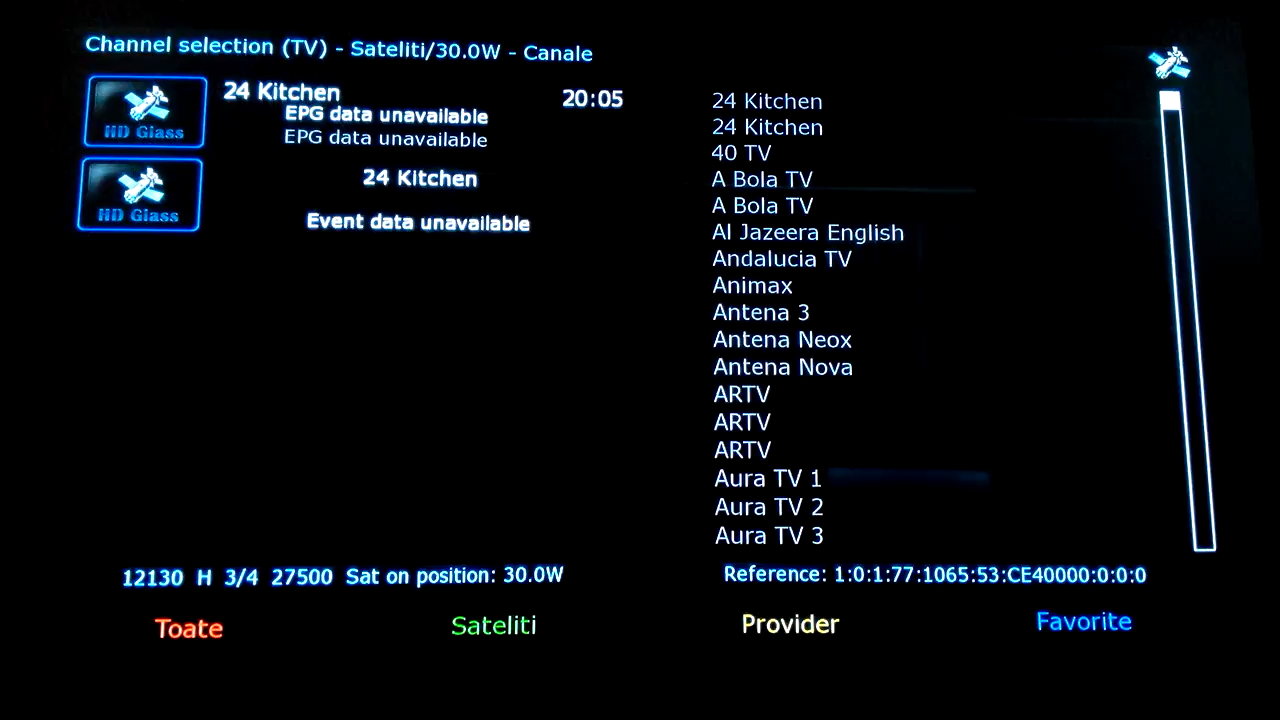 Channel selection (TV) - Sateliti/30.0W - Canale
HD Glass
24 Kitchen
20:05
EPG data unavailable
EPG data unavailable
HD Glass
24 Kitchen
Event data unavailable
24 Kitchen
24 Kitchen
40 TV
A Bola TV
A Bola TV
Al Jazeera English
Andalucia TV
Animax
Antena 3
Antena Neox
Antena Nova
ARTV
ARTV
ARTV
Aura TV 1
Aura TV 2
Aura TV 3
12130 H 3/4 27500 Sat on position: 30.0W
Reference: 1:0:1:77:1065:53:CE40000:0:0:0
Toate
Sateliti
Provider
Favorite